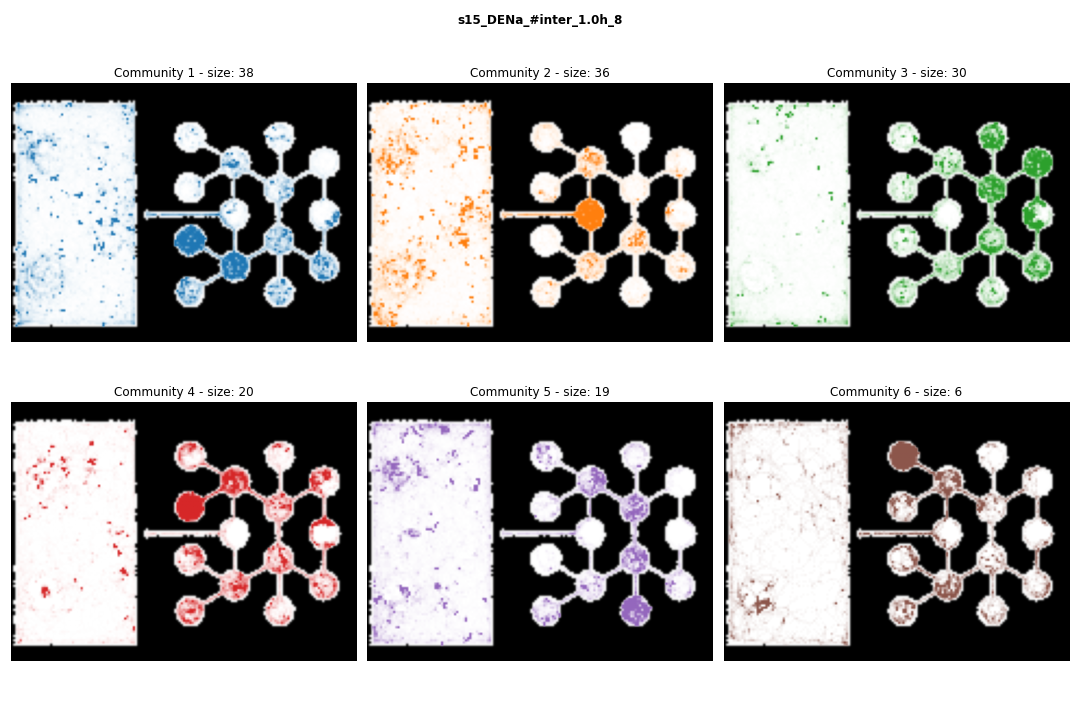 s15_DENa_#inter_1.0h_8
Community 1 - size: 38
Community 2 - size: 36
Community 3 - size: 30
Community 4 - size: 20
Community 5 - size: 19
Community 6 - size: 6